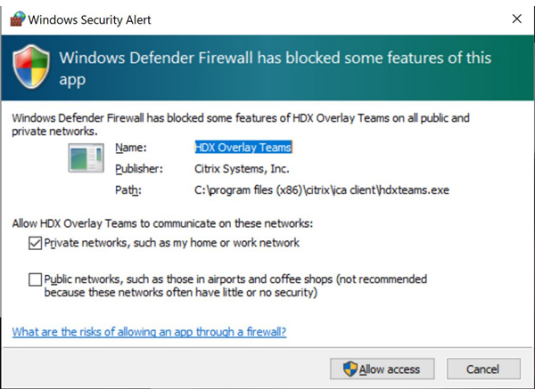 Windows Security Alert
Windows Defender Firewall has blocked some features of this
app
Windows Defender Firewall has blocked some features of HDX Overlay Teams on all public and
private networks.
Name: HDX Overlay Teams
Publisher: Citrix Systems, Inc.
Path: C:\program files (x86)\citrix\ica client\hdxteams.exe
Allow HDX Overlay Teams to communicate on these networks:
Private networks, such as my home or work network
Public networks, such as those in airports and coffee shops (not recommended
because these networks often have little or no security)
What are the risks of allowing an app through a firewall?
Allow access Cancel